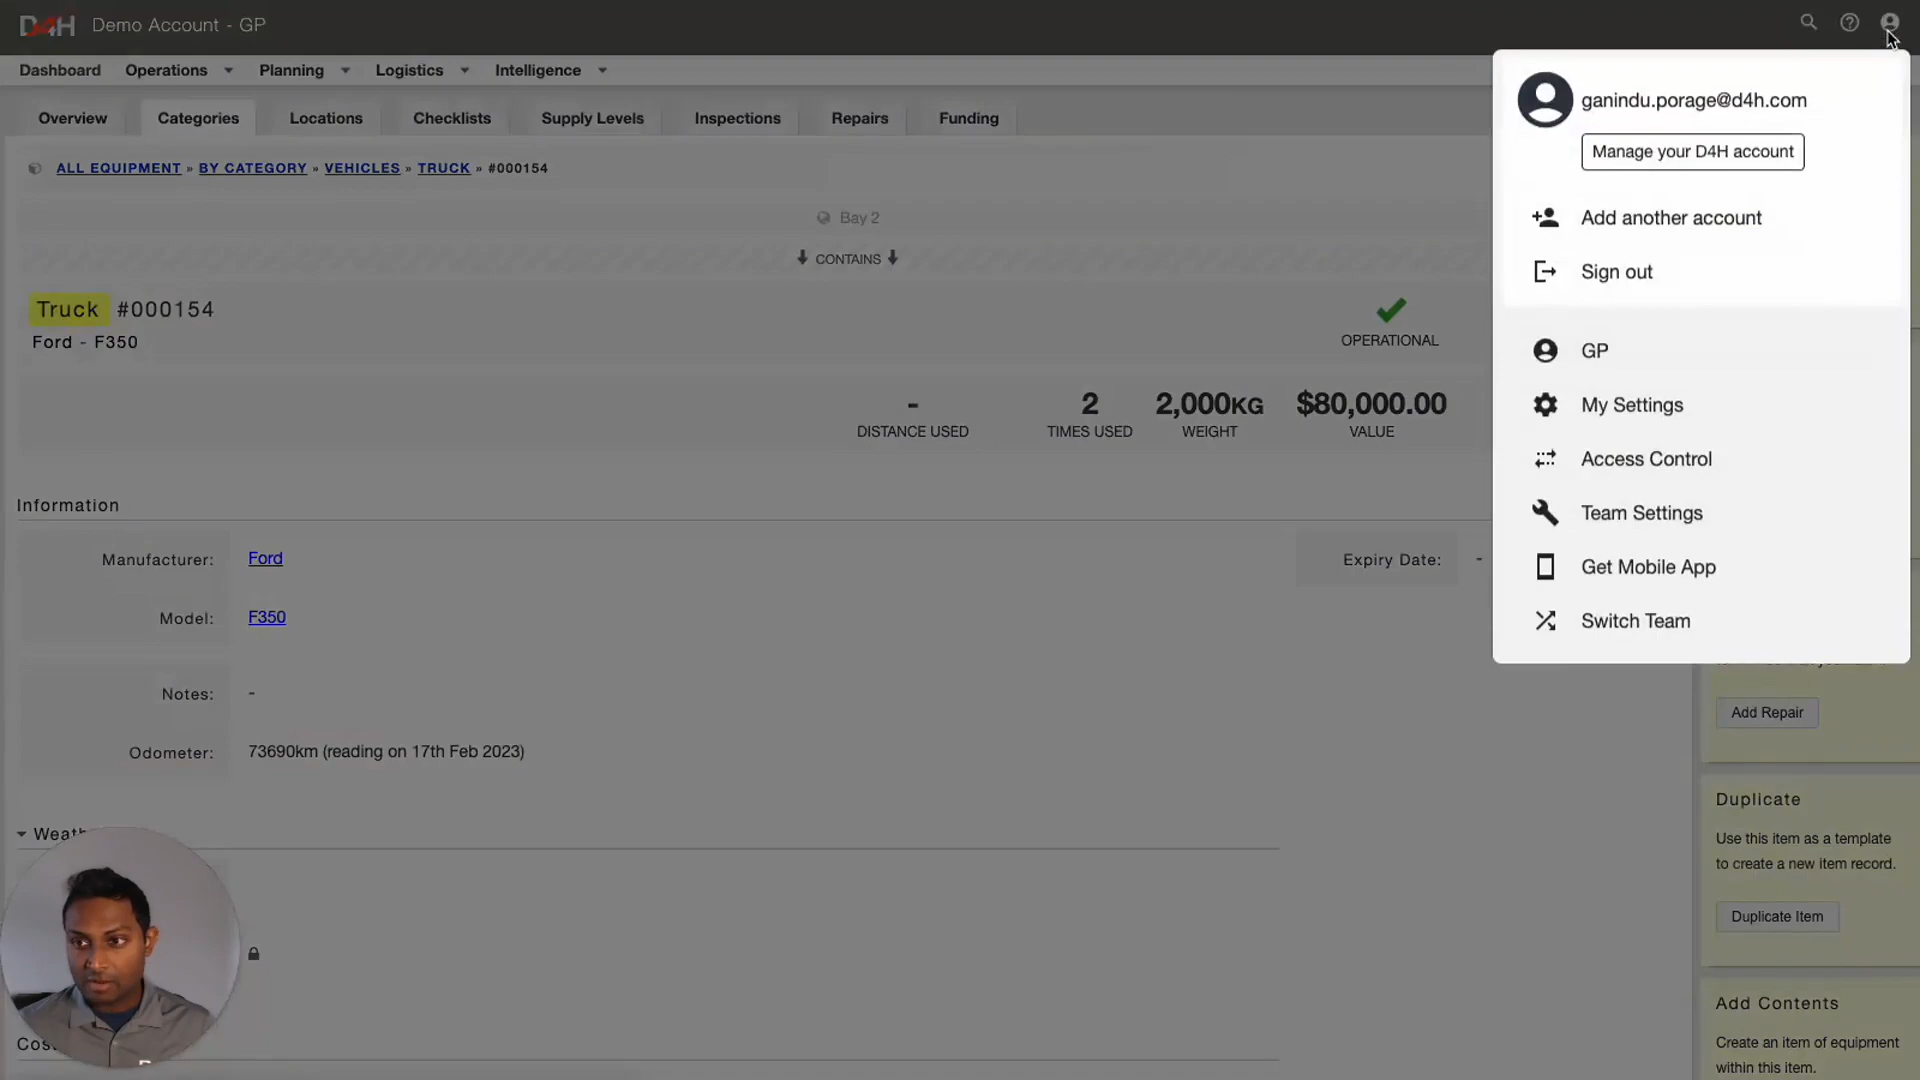 D4H Demo Account - GP
Dashboard Operations Planning Logistics Intelligence
Overview Categories Locations Checklists Supply Levels Inspections Repairs Funding
ALL EQUIPMENT » BY CATEGORY » VEHICLES » TRUCK » #000154
Bay 2
CONTAINS
Truck #000154
Ford - F350
OPERATIONAL
- 2 2,000KG $80,000.00
DISTANCE USED TIMES USED WEIGHT VALUE
Information
Manufacturer: Ford
Expiry Date: -
Model: F350
Notes: -
Odometer: 73690km (reading on 17th Feb 2023)
ganindu.porage@d4h.com
Manage your D4H account
Add another account
Sign out
GP
My Settings
Access Control
Team Settings
Get Mobile App
Switch Team
Add Repair
Duplicate
Use this item as a template
to create a new item record.
Duplicate Item
Add Contents
Create an item of equipment
within this item.